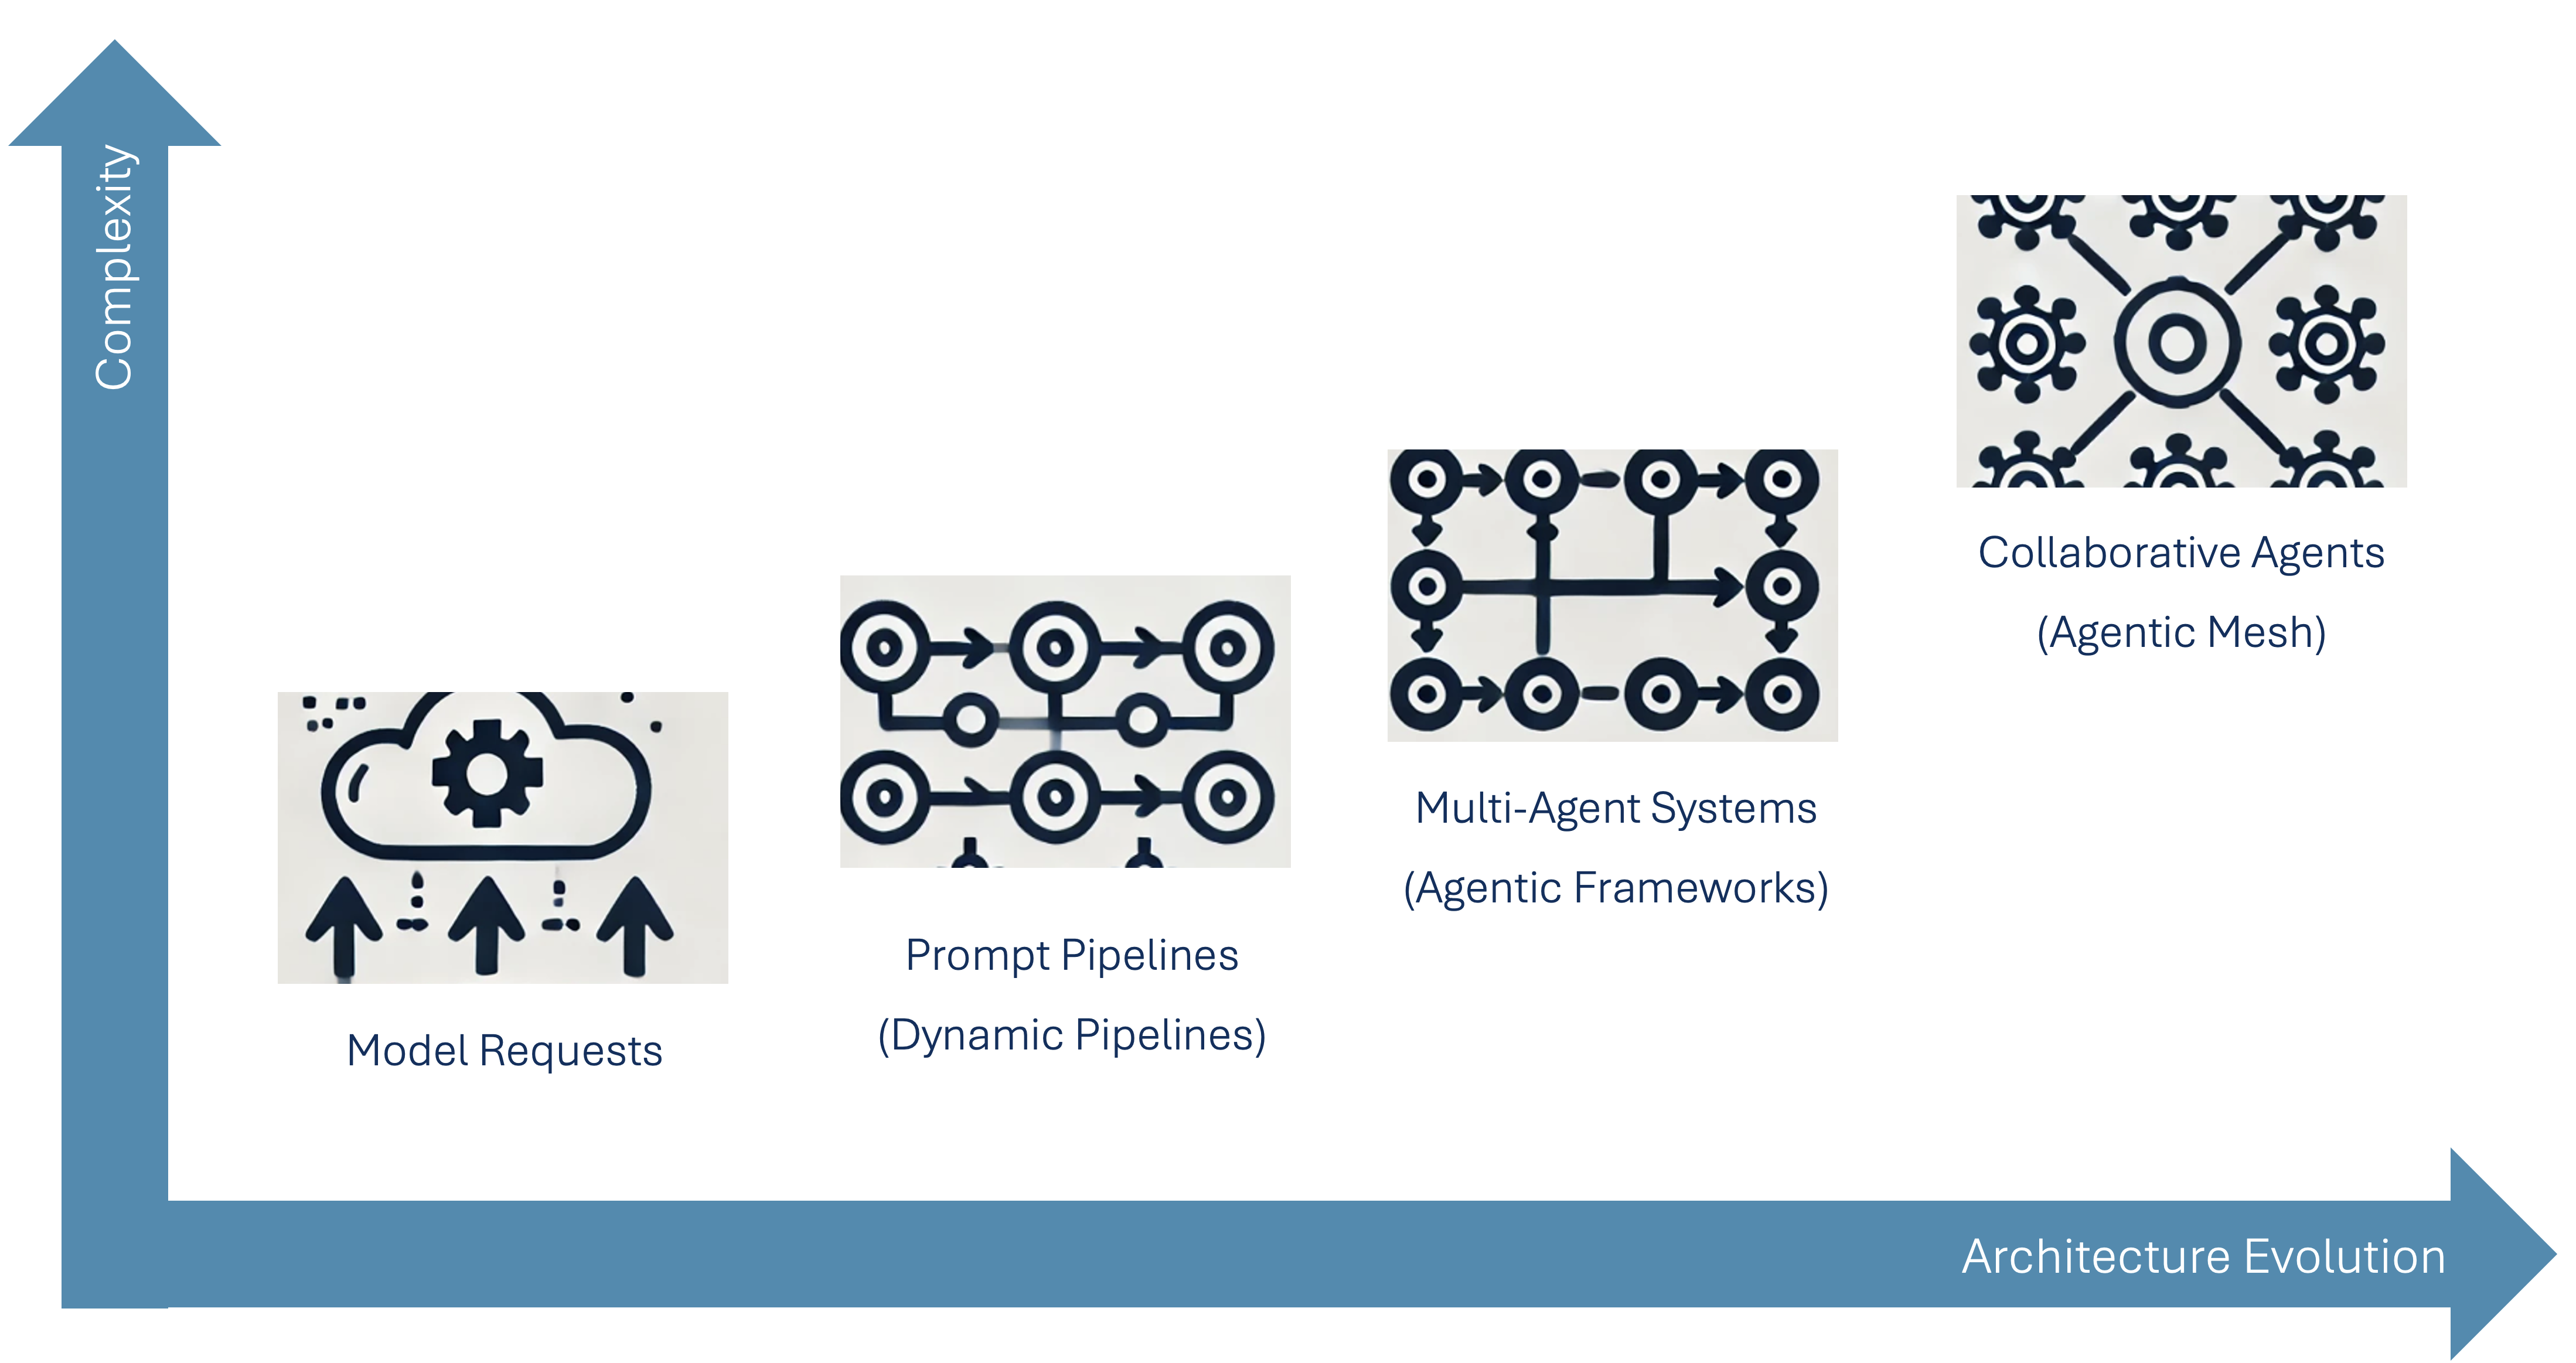 Complexity
Collaborative Agents
(Agentic Mesh)
Multi-Agent Systems
(Agentic Frameworks)
Prompt Pipelines
(Dynamic Pipelines)
Model Requests
Architecture Evolution